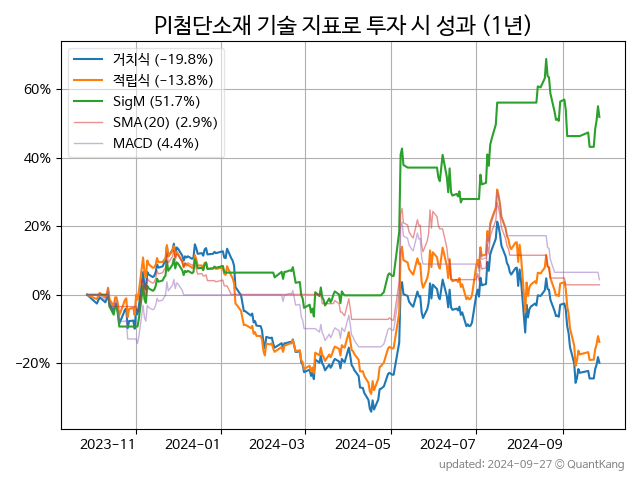 PI첨단소재 기술 지표로 투자 시 성과 (1년)
거치식 (-19.8%)
적립식 (-13.8%)
SigM (51.7%)
SMA(20) (2.9%)
MACD (4.4%)
60%
40%
20%
0%
-20%
2023-11 2024-01 2024-03 2024-05 2024-07 2024-09
updated: 2024-09-27 © QuantKang